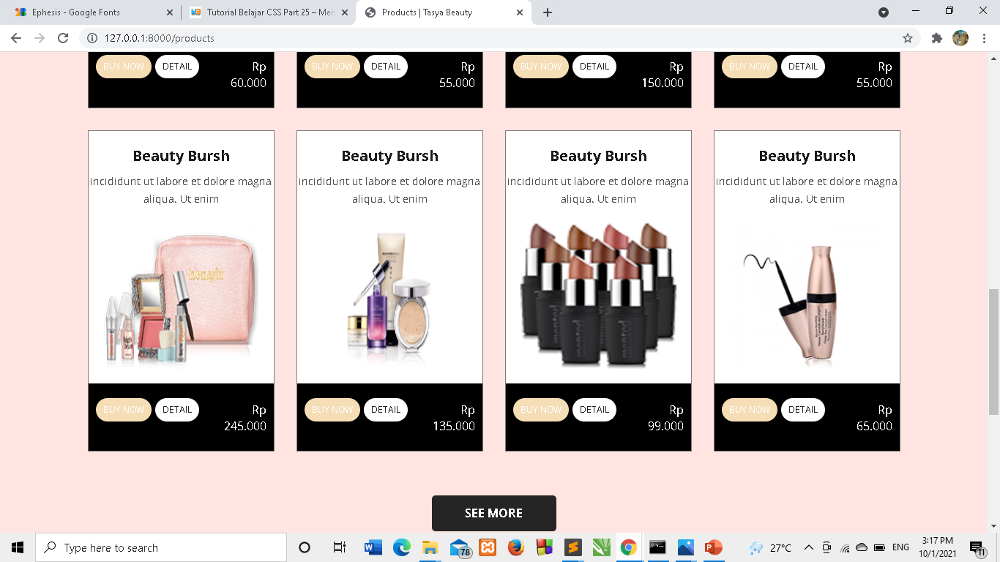 Ephesis - Google Fonts
Tutorial Belajar CSS Part 25 – Men
Products | Tasya Beauty
127.0.0.1:8000/products
BUY NOW DETAIL Rp 60.000
BUY NOW DETAIL Rp 55.000
BUY NOW DETAIL Rp 150.000
BUY NOW DETAIL Rp 55.000
Beauty Bursh
incididunt ut labore et dolore magna
aliqua. Ut enim
benefit
BUY NOW DETAIL Rp
245.000
Beauty Bursh
incididunt ut labore et dolore magna
aliqua. Ut enim
BUY NOW DETAIL Rp
135.000
Beauty Bursh
incididunt ut labore et dolore magna
aliqua. Ut enim
mented
mented
BUY NOW DETAIL Rp
99.000
Beauty Bursh
incididunt ut labore et dolore magna
aliqua. Ut enim
BUY NOW DETAIL Rp
65.000
SEE MORE
Type here to search
78
27°C
ENG
3:17 PM
10/1/2021
11